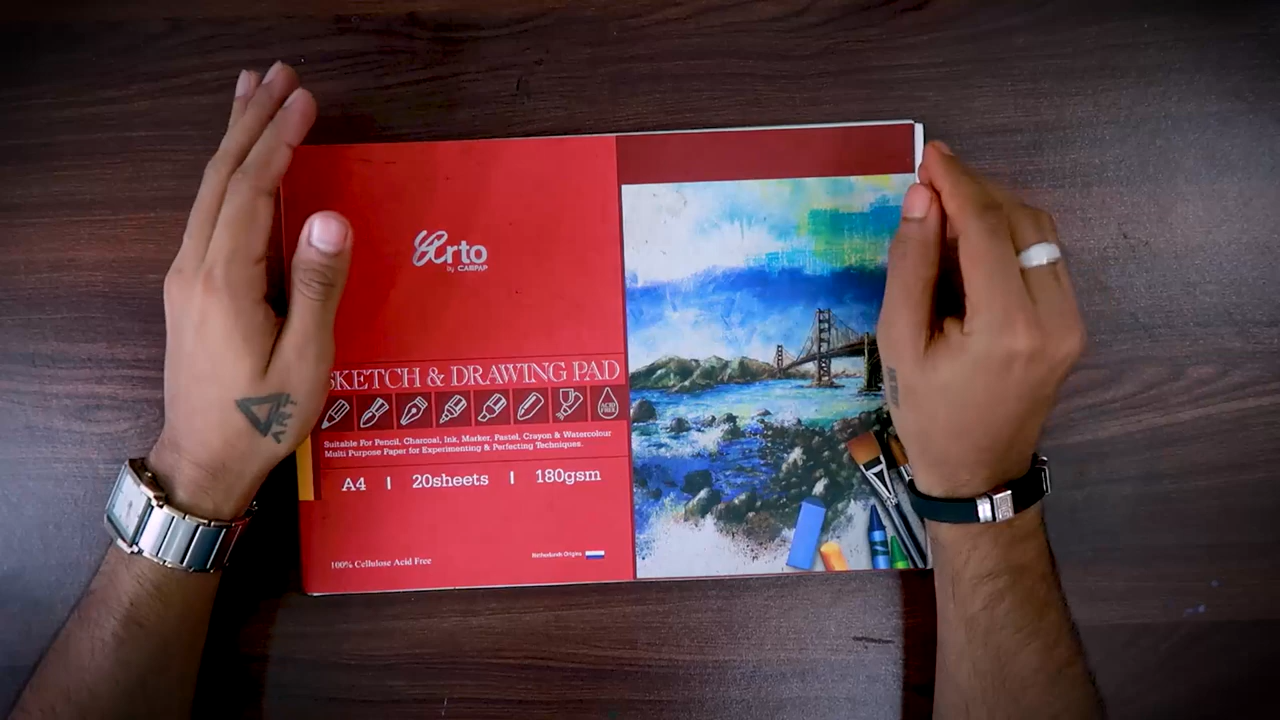 arto
by CAMPAP
SKETCH & DRAWING PAD
ACID
FREE
Suitable For Pencil, Charcoal, Ink, Marker, Pastel, Crayon & Watercolour
Multi Purpose Paper for Experimenting & Perfecting Techniques.
A4 | 20sheets | 180gsm
100% Cellulose Acid Free
Netherlands Origins